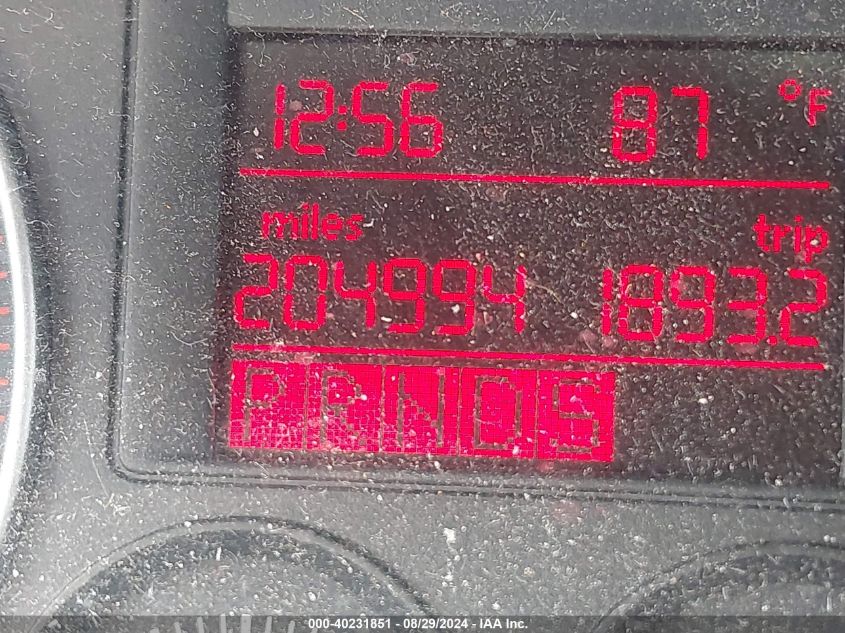 12:56 87 °F
miles trip
204994 1893.2
PRNDS
000-40231851 - 08/29/2024 - IAA Inc.